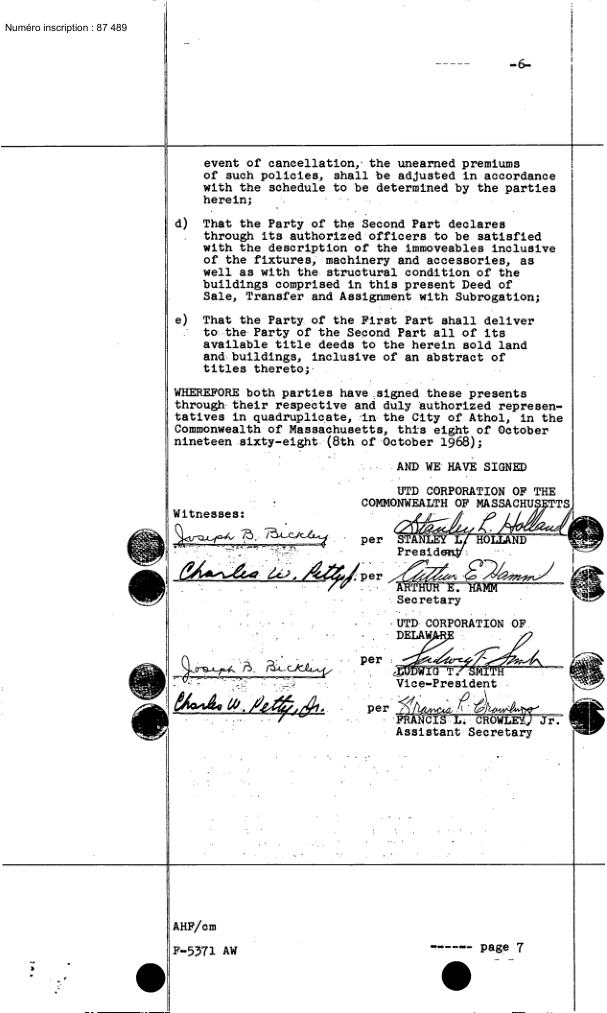 Numéro inscription : 87 489
----- -6-
event of cancellation, the unearned premiums
of such policies, shall be adjusted in accordance
with the schedule to be determined by the parties
herein;
d) That the Party of the Second Part declares
through its authorized officers to be satisfied
with the description of the immoveables inclusive
of the fixtures, machinery and accessories, as
well as with the structural condition of the
buildings comprised in this present Deed of
Sale, Transfer and Assignment with Subrogation;
e) That the Party of the First Part shall deliver
to the Party of the Second Part all of its
available title deeds to the herein sold land
and buildings, inclusive of an abstract of
titles thereto;
WHEREFORE both parties have signed these presents
through their respective and duly authorized represen-
tatives in quadruplicate, in the City of Athol, in the
Commonwealth of Massachusetts, this eight of October
nineteen sixty-eight (8th of October 1968);
AND WE HAVE SIGNED
UTD CORPORATION OF THE
COMMONWEALTH OF MASSACHUSETTS
Witnesses:
Joseph B. Bickley per Stanley L. Holland
STANLEY L. HOLLAND
President
Charles W. Petty Jr. per Arthur E Hamm
ARTHUR E. HAMM
Secretary
UTD CORPORATION OF
DELAWARE
Joseph B. Bickley per Ludwig T. Smith
LUDWIG T. SMITH
Vice-President
Charles W. Petty, Jr. per Francis L. Crowley
FRANCIS L. CROWLEY, Jr.
Assistant Secretary
AHF/cm
F-5371 AW ------ page 7